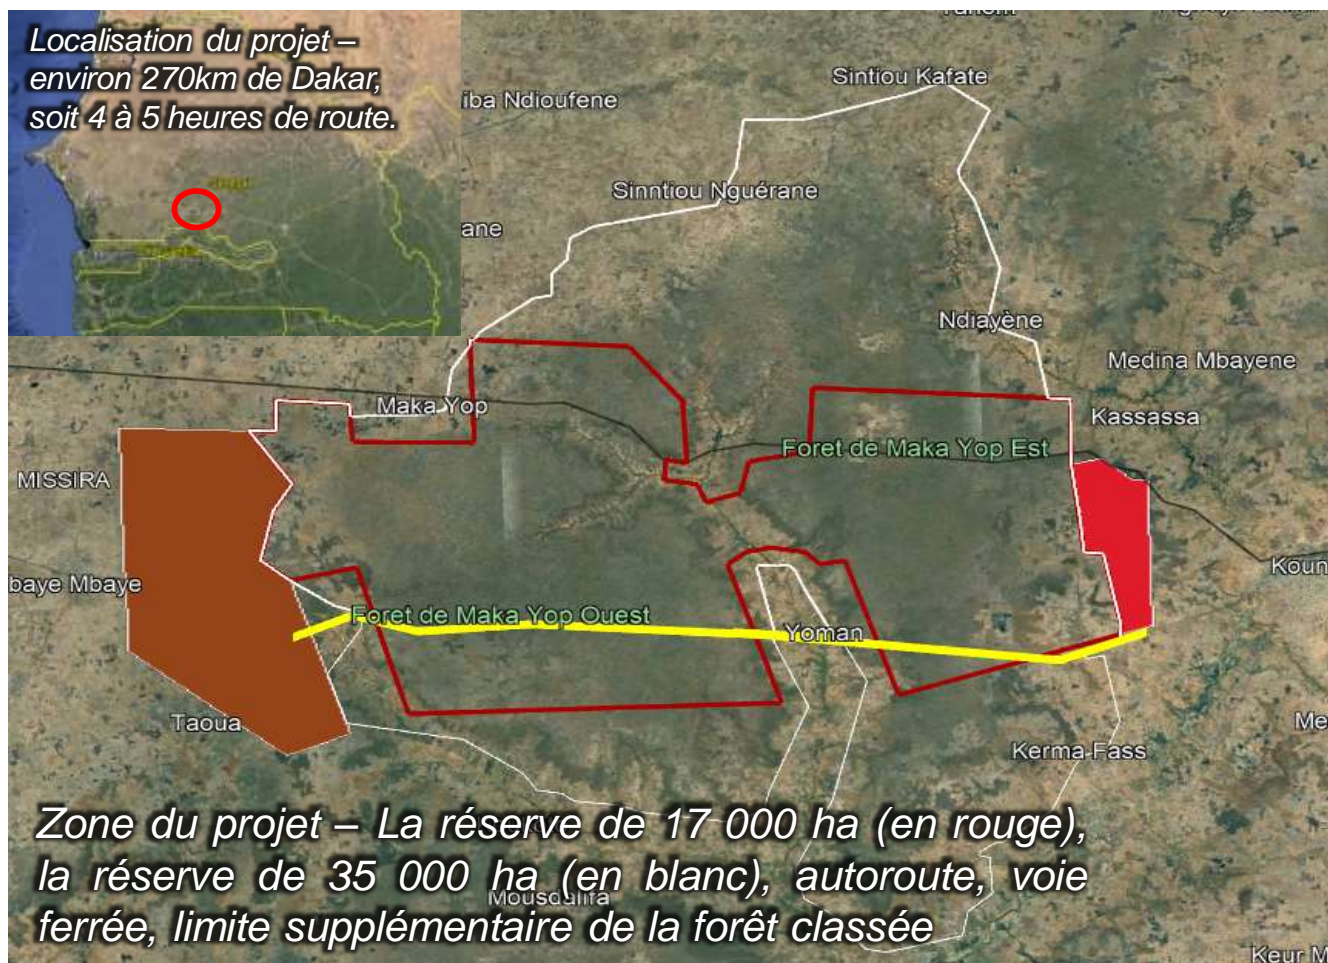 Localisation du projet –
environ 270km de Dakar,
soit 4 à 5 heures de route.
Sintiou Kafate
iba Ndioufene
Sinntiou Nguérane
ane
Ndiayène
Medina Mbayene
Maka Yop
Kassassa
Foret de Maka Yop Est
MISSIRA
Koun
baye Mbaye
Foret de Maka Yop Ouest
Yoman
Taoua
Me
Kerma Fass
Zone du projet – La réserve de 17 000 ha (en rouge),
la réserve de 35 000 ha (en blanc), autoroute, voie
Mousdalifa
ferrée, limite supplémentaire de la forêt classée
Keur M